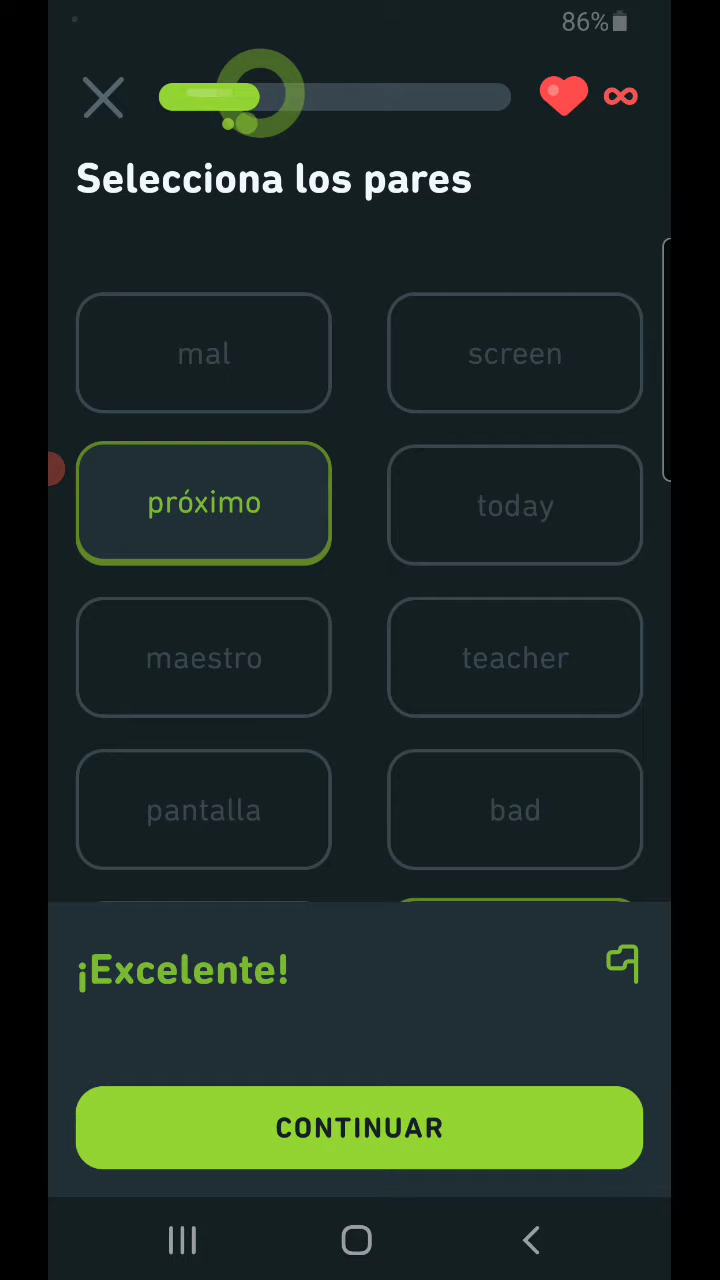 86%
Selecciona los pares
mal
screen
próximo
today
maestro
teacher
pantalla
bad
¡Excelente!
CONTINUAR